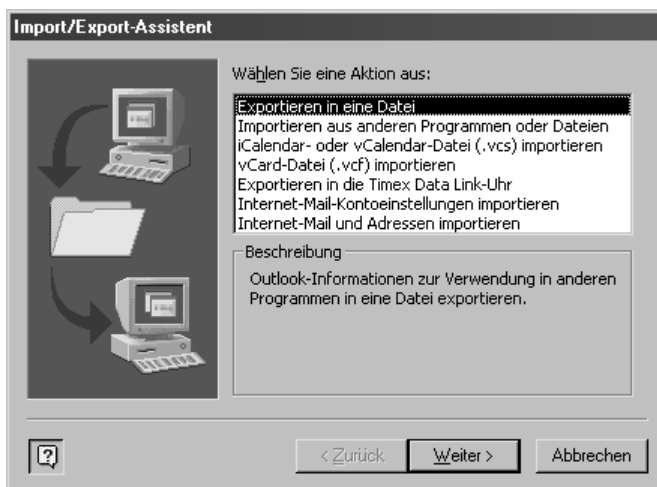 Import/Export-Assistent
Wählen Sie eine Aktion aus:
Exportieren in eine Datei
Importieren aus anderen Programmen oder Dateien
iCalendar- oder vCalendar-Datei (.vcs) importieren
vCard-Datei (.vcf) importieren
Exportieren in die Timex Data Link-Uhr
Internet-Mail-Kontoeinstellungen importieren
Internet-Mail und Adressen importieren
Beschreibung
Outlook-Informationen zur Verwendung in anderen
Programmen in eine Datei exportieren.
?
< Zurück
Weiter >
Abbrechen